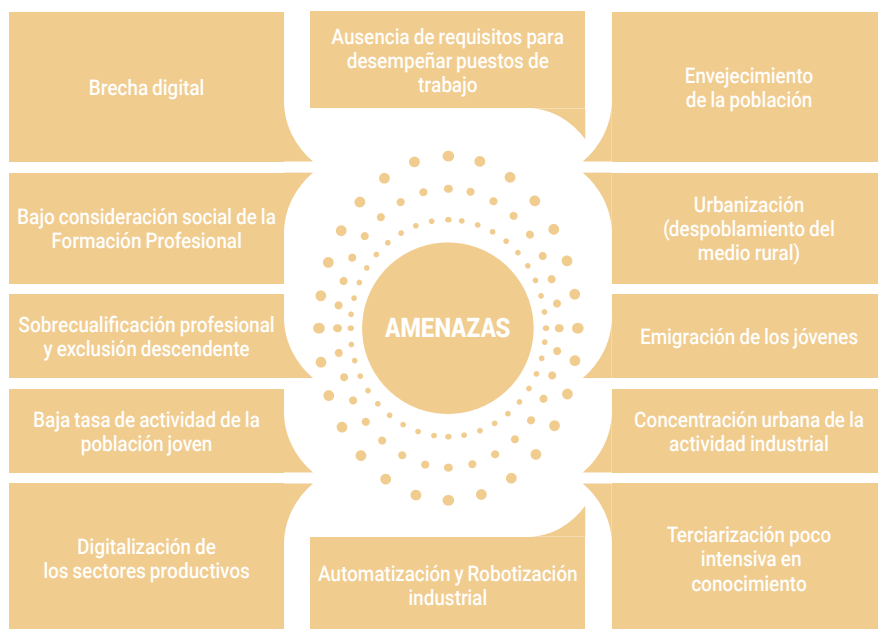 Brecha digital
Ausencia de requisitos para
desempeñar puestos de
trabajo
Envejecimiento
de la población
Bajo consideración social de la
Formación Profesional
Urbanización
(despoblamiento del
medio rural)
Sobrecualificación profesional
y exclusión descendente
AMENAZAS
Emigración de los jóvenes
Baja tasa de actividad de la
población joven
Concentración urbana de la
actividad industrial
Digitalización de
los sectores productivos
Automatización y Robotización
industrial
Terciarización poco
intensiva en
conocimiento